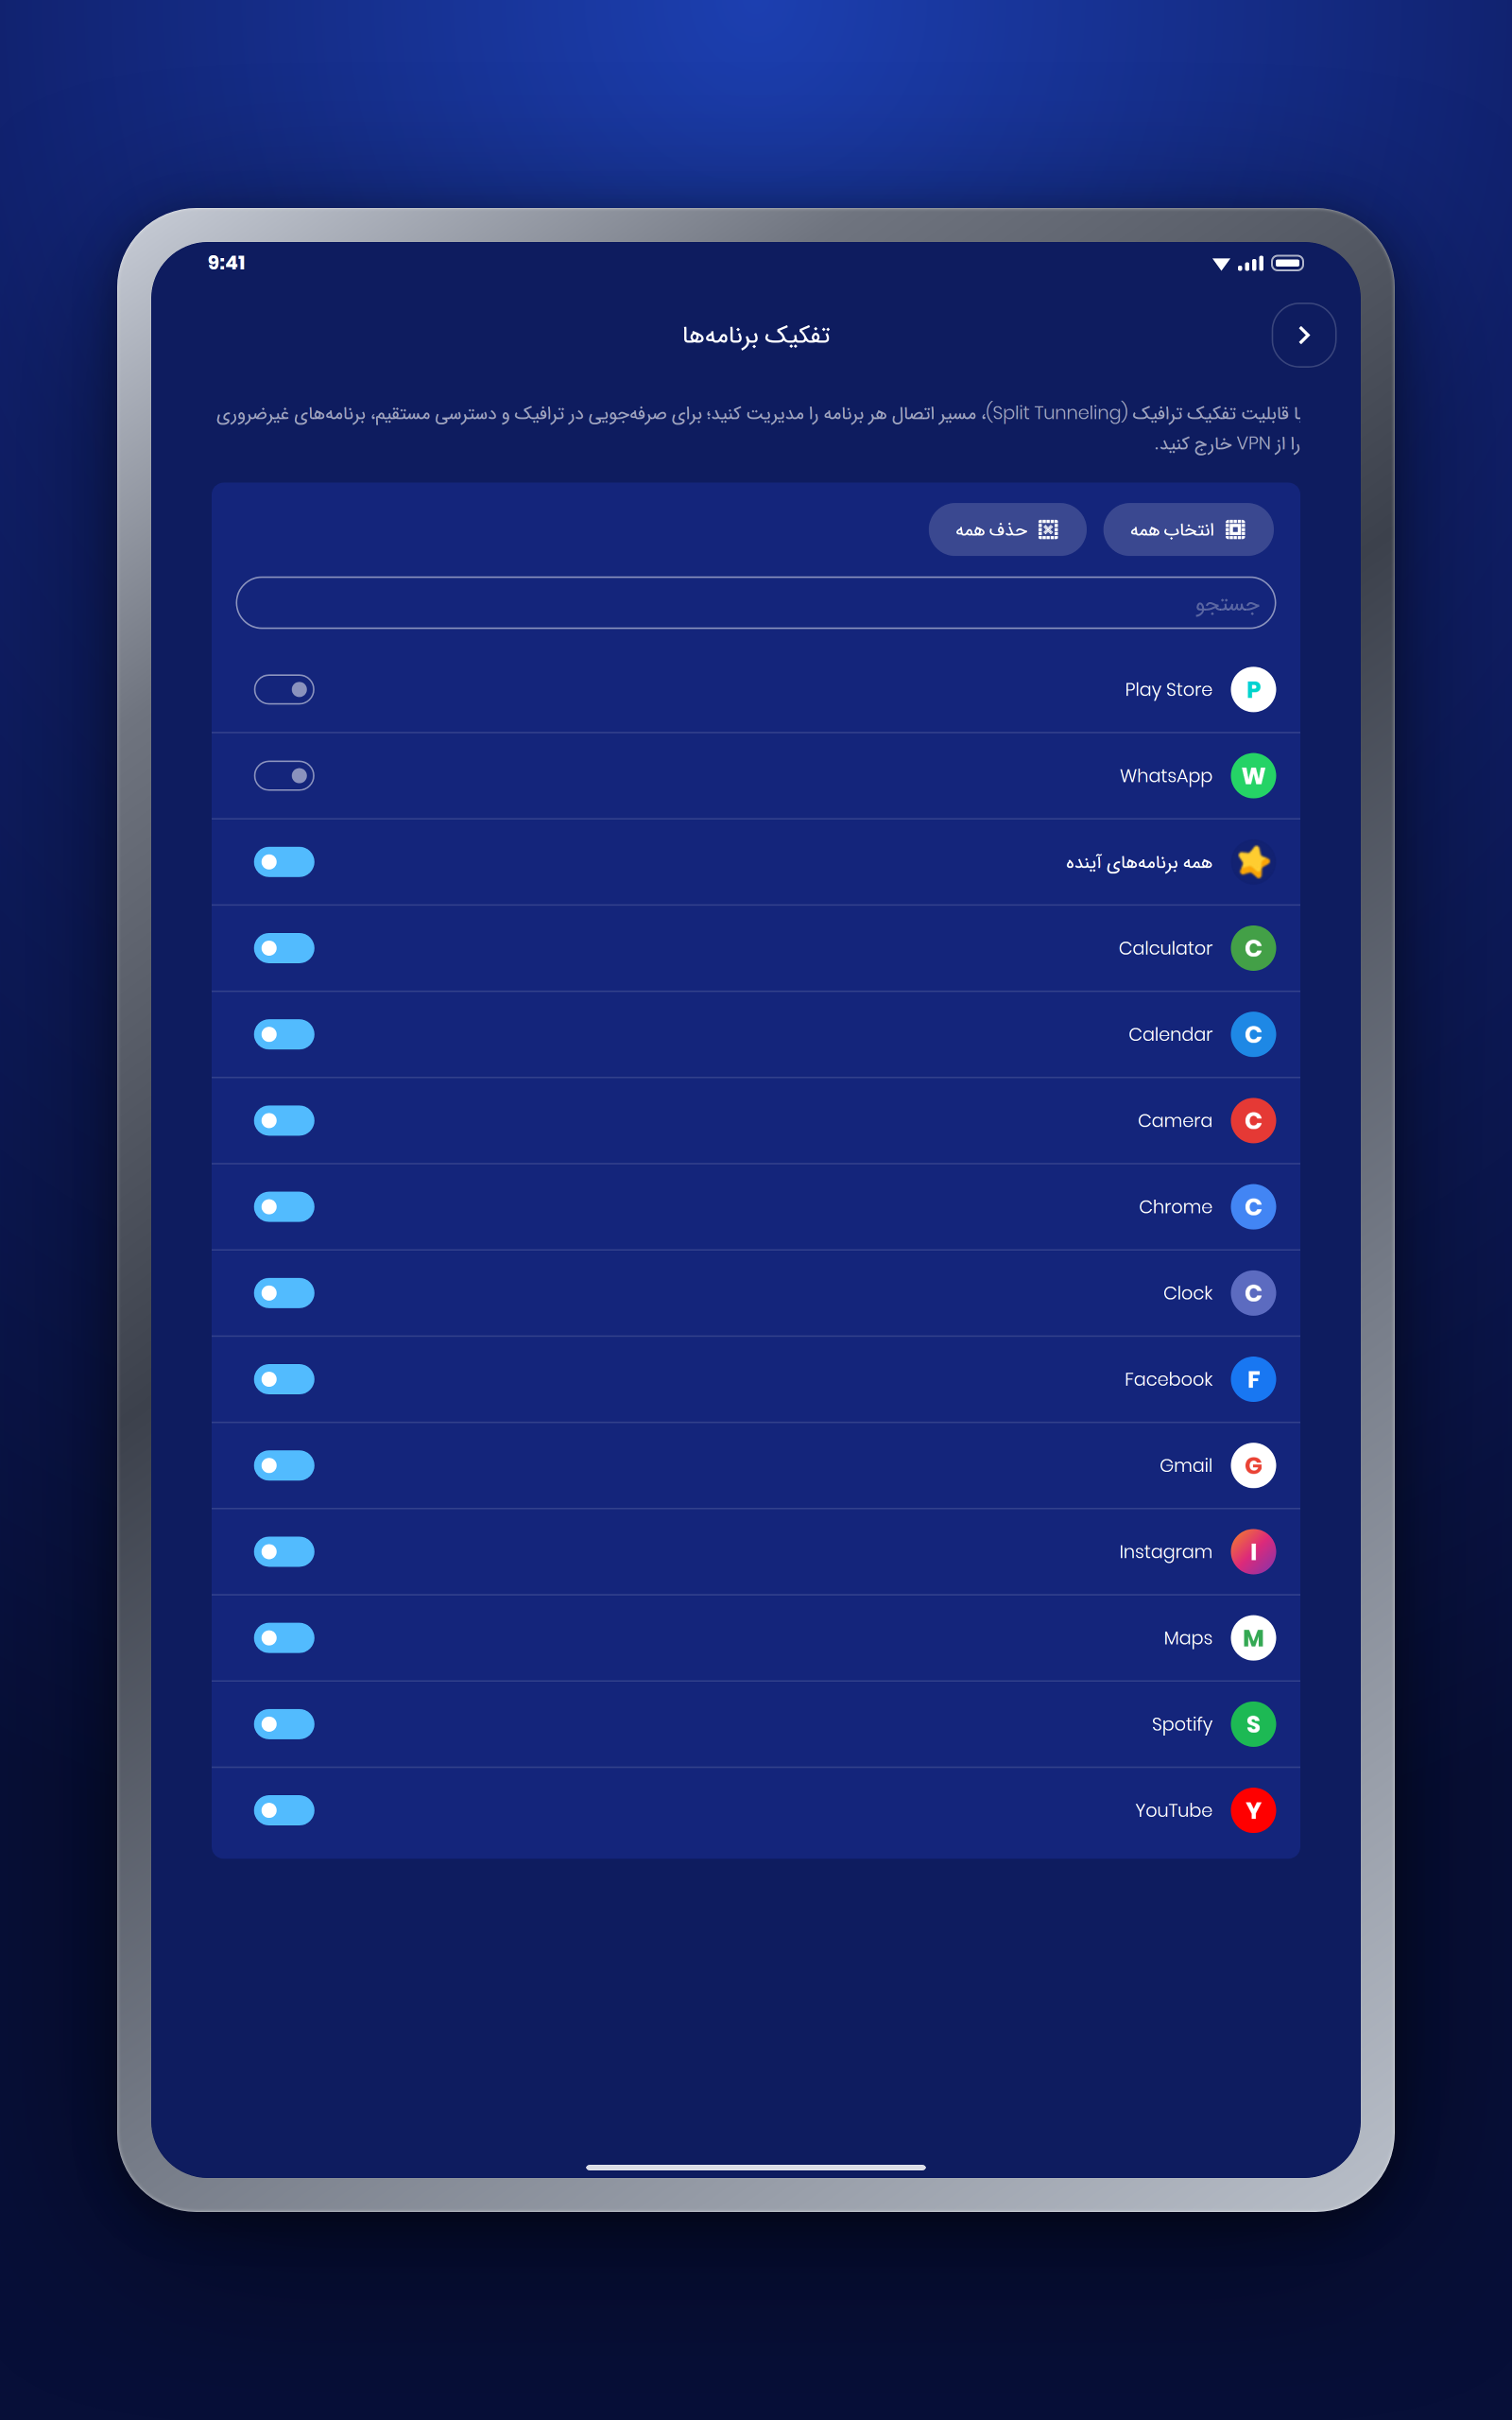 9:41
تفکیک برنامه‌ها
با قابلیت تفکیک ترافیک (Split Tunneling)، مسیر اتصال هر برنامه را مدیریت کنید؛ برای صرفه‌جویی در ترافیک و دسترسی مستقیم، برنامه‌های غیرضروری
را از VPN خارج کنید.
انتخاب همه
حذف همه
جستجو
P Play Store
W WhatsApp
همه برنامه‌های آینده
C Calculator
C Calendar
C Camera
C Chrome
C Clock
F Facebook
G Gmail
I Instagram
M Maps
S Spotify
Y YouTube